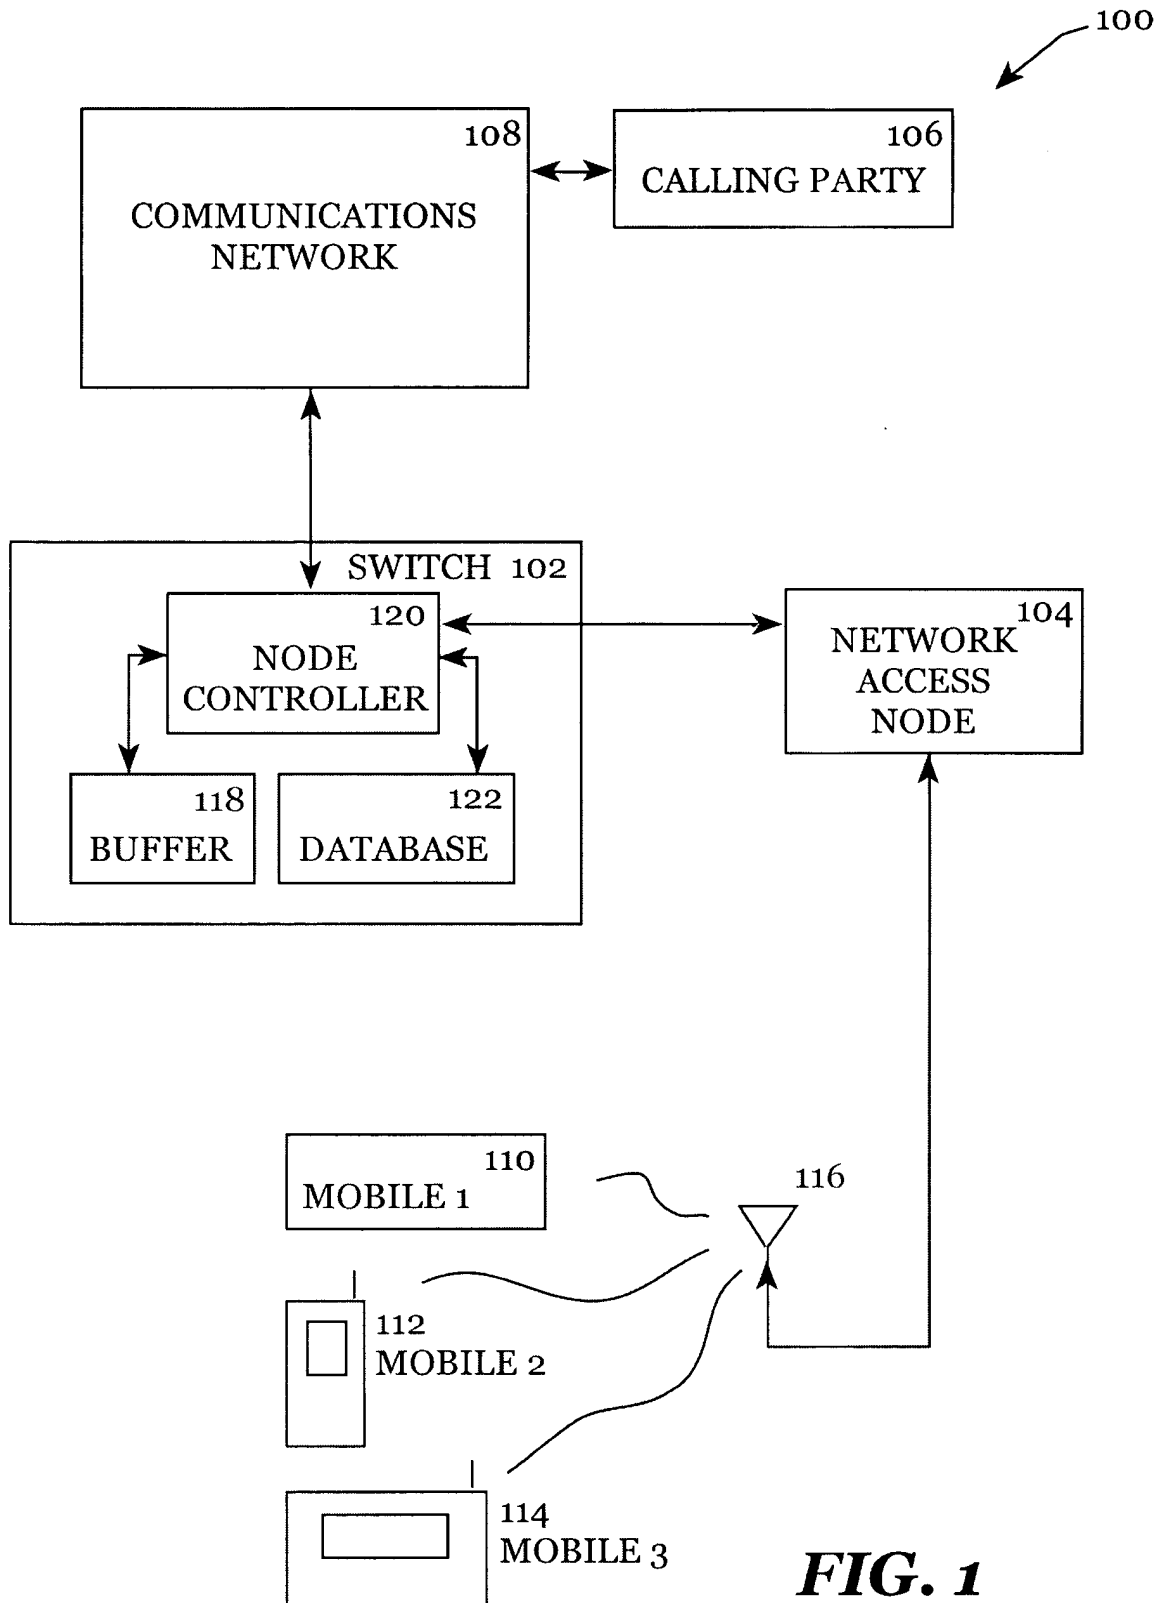 100
108
COMMUNICATIONS
NETWORK
106
CALLING PARTY
SWITCH 102
120
NODE
CONTROLLER
118
BUFFER
122
DATABASE
104
NETWORK
ACCESS
NODE
110
MOBILE 1
116
112
MOBILE 2
114
MOBILE 3
FIG. 1